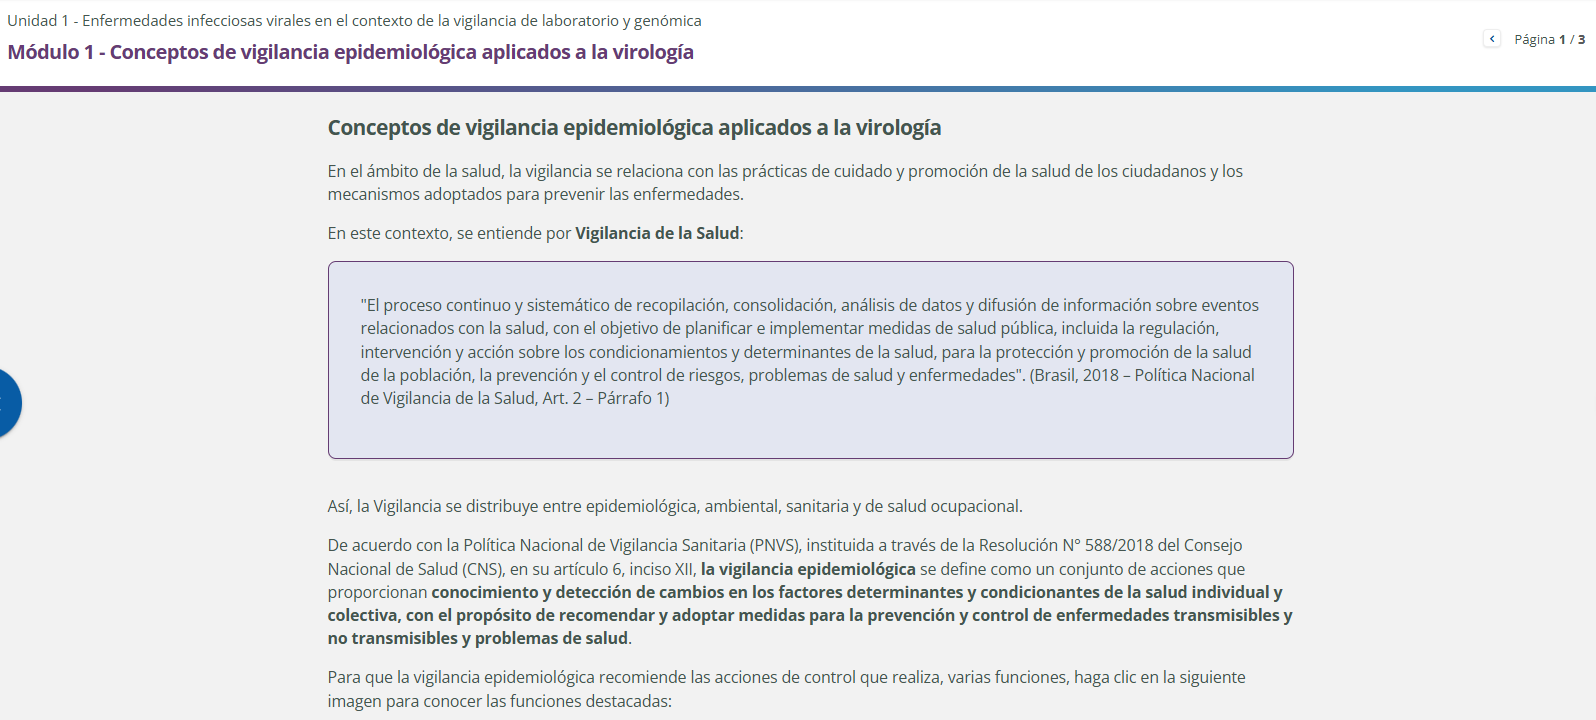 Unidad 1 - Enfermedades infecciosas virales en el contexto de la vigilancia de laboratorio y genómica
Módulo 1 - Conceptos de vigilancia epidemiológica aplicados a la virología
Página 1 / 3
Conceptos de vigilancia epidemiológica aplicados a la virología
En el ámbito de la salud, la vigilancia se relaciona con las prácticas de cuidado y promoción de la salud de los ciudadanos y los
mecanismos adoptados para prevenir las enfermedades.
En este contexto, se entiende por Vigilancia de la Salud:
"El proceso continuo y sistemático de recopilación, consolidación, análisis de datos y difusión de información sobre eventos
relacionados con la salud, con el objetivo de planificar e implementar medidas de salud pública, incluida la regulación,
intervención y acción sobre los condicionamientos y determinantes de la salud, para la protección y promoción de la salud
de la población, la prevención y el control de riesgos, problemas de salud y enfermedades". (Brasil, 2018 – Política Nacional
de Vigilancia de la Salud, Art. 2 – Párrafo 1)
Así, la Vigilancia se distribuye entre epidemiológica, ambiental, sanitaria y de salud ocupacional.
De acuerdo con la Política Nacional de Vigilancia Sanitaria (PNVS), instituida a través de la Resolución N° 588/2018 del Consejo
Nacional de Salud (CNS), en su artículo 6, inciso XII, la vigilancia epidemiológica se define como un conjunto de acciones que
proporcionan conocimiento y detección de cambios en los factores determinantes y condicionantes de la salud individual y
colectiva, con el propósito de recomendar y adoptar medidas para la prevención y control de enfermedades transmisibles y
no transmisibles y problemas de salud.
Para que la vigilancia epidemiológica recomiende las acciones de control que realiza, varias funciones, haga clic en la siguiente
imagen para conocer las funciones destacadas: